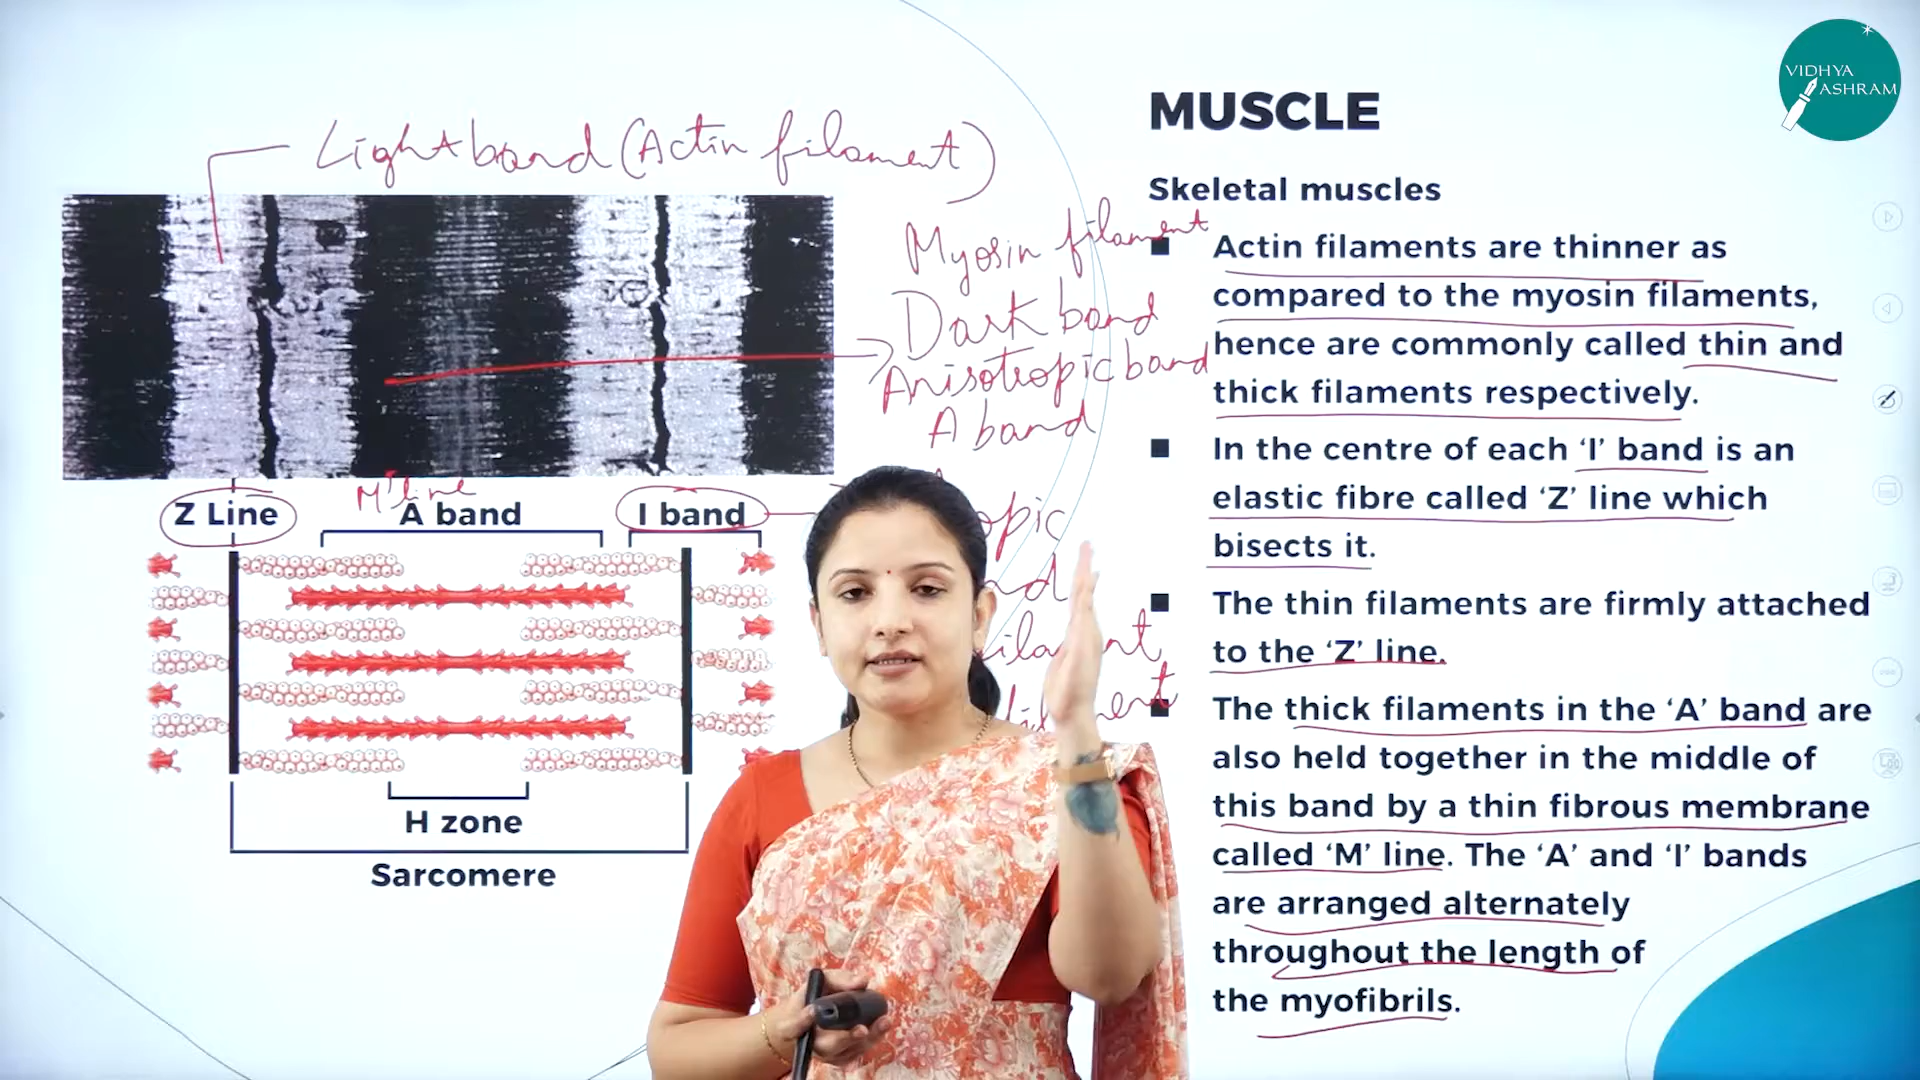 VIDHYA
ASHRAM
MUSCLE
Light band (Actin filament)
Skeletal muscles
Myosin filament
Dark band
Anisotropic band
A band
■ Actin filaments are thinner as
compared to the myosin filaments,
hence are commonly called thin and
thick filaments respectively.
■ In the centre of each ‘I’ band is an
elastic fibre called ‘Z’ line which
bisects it.
■ The thin filaments are firmly attached
to the ‘Z’ line.
■ The thick filaments in the ‘A’ band are
also held together in the middle of
this band by a thin fibrous membrane
called ‘M’ line. The ‘A’ and ‘I’ bands
are arranged alternately
throughout the length of
the myofibrils.
M' line
Z Line
A band
I band
H zone
Sarcomere